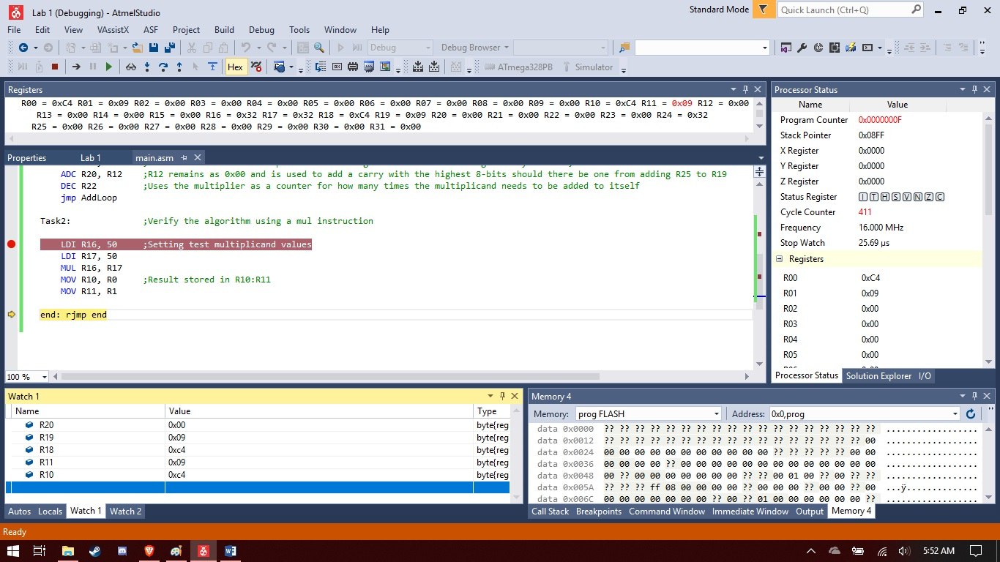 Lab 1 (Debugging) - AtmelStudio
Standard Mode
Quick Launch (Ctrl+Q)
File Edit View VAssistX ASF Project Build Debug Tools Window Help
Debug Debug Browser
Hex ATmega328PB Simulator
Registers
R00 = 0xC4 R01 = 0x09 R02 = 0x00 R03 = 0x00 R04 = 0x00 R05 = 0x00 R06 = 0x00 R07 = 0x00 R08 = 0x00 R09 = 0x00 R10 = 0xC4 R11 = 0x09 R12 = 0x00
R13 = 0x00 R14 = 0x00 R15 = 0x00 R16 = 0x32 R17 = 0x32 R18 = 0xC4 R19 = 0x09 R20 = 0x00 R21 = 0x00 R22 = 0x00 R23 = 0x00 R24 = 0x32
R25 = 0x00 R26 = 0x00 R27 = 0x00 R28 = 0x00 R29 = 0x00 R30 = 0x00 R31 = 0x00
Properties Lab 1 main.asm
ADC R20, R12 ;R12 remains as 0x00 and is used to add a carry with the highest 8-bits should there be one from adding R25 to R19
DEC R22 ;Uses the multiplier as a counter for how many times the multiplicand needs to be added to itself
jmp AddLoop
Task2: ;Verify the algorithm using a mul instruction
LDI R16, 50 ;Setting test multiplicand values
LDI R17, 50
MUL R16, R17
MOV R10, R0 ;Result stored in R10:R11
MOV R11, R1
end: rjmp end
100 %
Processor Status
Name Value
Program Counter 0x0000000F
Stack Pointer 0x08FF
X Register 0x0000
Y Register 0x0000
Z Register 0x0000
Status Register I T H S V N Z C
Cycle Counter 411
Frequency 16.000 MHz
Stop Watch 25.69 µs
Registers
R00 0xC4
R01 0x09
R02 0x00
R03 0x00
R04 0x00
R05 0x00
Processor Status Solution Explorer I/O
Watch 1
Name Value Type
R20 0x00 byte{reg
R19 0x09 byte{reg
R18 0xc4 byte{reg
R11 0x09 byte{reg
R10 0xc4 byte{reg
Autos Locals Watch 1 Watch 2
Memory 4
Memory: prog FLASH Address: 0x0,prog
data 0x0000 ?? ?? ?? ?? ?? ?? ?? ?? ?? ?? ?? ?? ?? ?? ?? ?? ?? ?? ..................
data 0x0012 ?? ?? ?? ?? ?? ?? ?? ?? ?? ?? ?? ?? ?? ?? ?? ?? ?? 00 ..................
data 0x0024 00 00 00 00 00 00 00 00 00 00 00 ?? ?? ?? ?? ?? 00 00 ..................
data 0x0036 00 00 00 00 ?? 00 00 00 00 00 00 00 00 00 00 00 00 00 ..................
data 0x0048 00 ?? 00 00 00 00 00 00 00 ?? ?? 00 01 00 ?? 00 ?? ?? ..................
data 0x005A ?? ?? ?? ff 08 00 00 00 00 ?? 00 00 00 ?? 00 00 ?? 00 ...ÿ..............
data 0x006C 00 00 00 00 00 00 00 ?? 00 ?? 01 00 00 00 00 00 00 ?? ..................
Call Stack Breakpoints Command Window Immediate Window Output Memory 4
Ready
5:52 AM